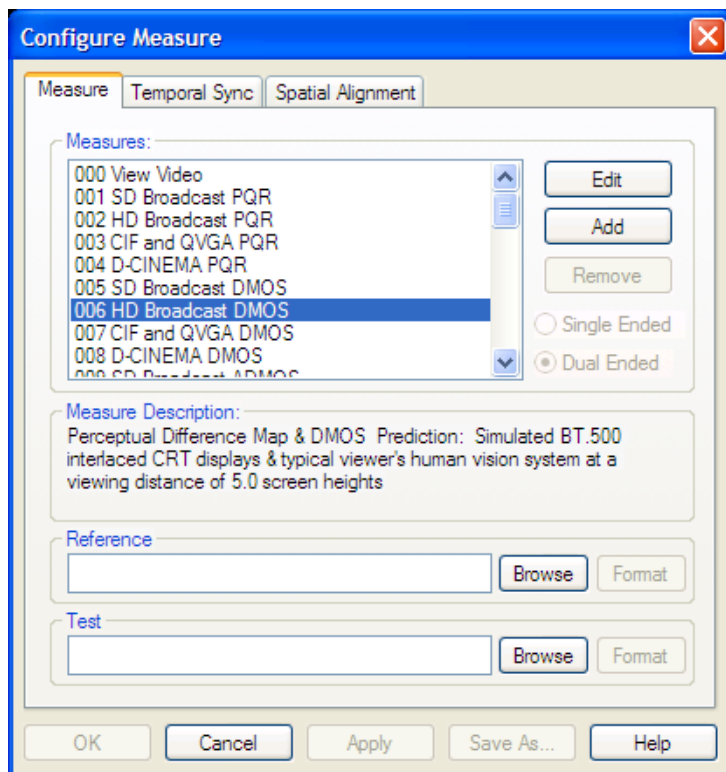 Configure Measure
Measure
Temporal Sync
Spatial Alignment
Measures:
000 View Video
001 SD Broadcast PQR
002 HD Broadcast PQR
003 CIF and QVGA PQR
004 D-CINEMA PQR
005 SD Broadcast DMOS
006 HD Broadcast DMOS
007 CIF and QVGA DMOS
008 D-CINEMA DMOS
009 SD Broadcast ADMOS
Edit
Add
Remove
Single Ended
Dual Ended
Measure Description:
Perceptual Difference Map & DMOS Prediction: Simulated BT.500
interlaced CRT displays & typical viewer's human vision system at a
viewing distance of 5.0 screen heights
Reference
Browse
Format
Test
Browse
Format
OK
Cancel
Apply
Save As...
Help